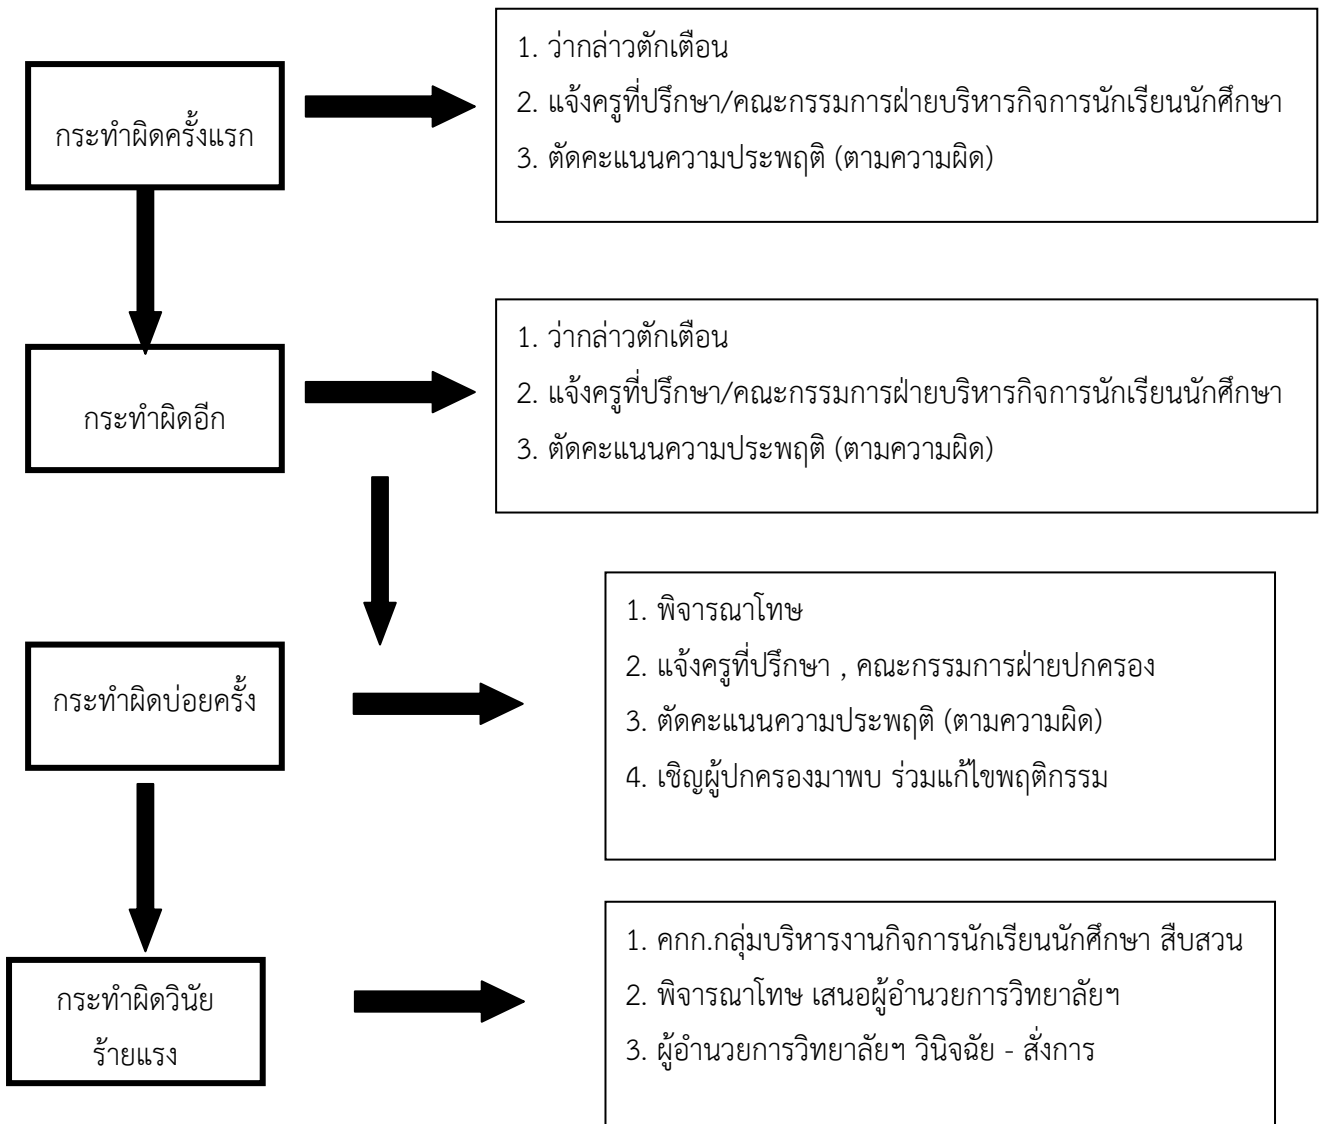 กระทำผิดครั้งแรก
1. ว่ากล่าวตักเตือน
2. แจ้งครูที่ปรึกษา/คณะกรรมการฝ่ายบริหารกิจการนักเรียนนักศึกษา
3. ตัดคะแนนความประพฤติ (ตามความผิด)
กระทำผิดอีก
1. ว่ากล่าวตักเตือน
2. แจ้งครูที่ปรึกษา/คณะกรรมการฝ่ายบริหารกิจการนักเรียนนักศึกษา
3. ตัดคะแนนความประพฤติ (ตามความผิด)
กระทำผิดบ่อยครั้ง
1. พิจารณาโทษ
2. แจ้งครูที่ปรึกษา , คณะกรรมการฝ่ายปกครอง
3. ตัดคะแนนความประพฤติ (ตามความผิด)
4. เชิญผู้ปกครองมาพบ ร่วมแก้ไขพฤติกรรม
กระทำผิดวินัย
ร้ายแรง
1. คกก.กลุ่มบริหารงานกิจการนักเรียนนักศึกษา สืบสวน
2. พิจารณาโทษ เสนอผู้อำนวยการวิทยาลัยฯ
3. ผู้อำนวยการวิทยาลัยฯ วินิจฉัย - สั่งการ